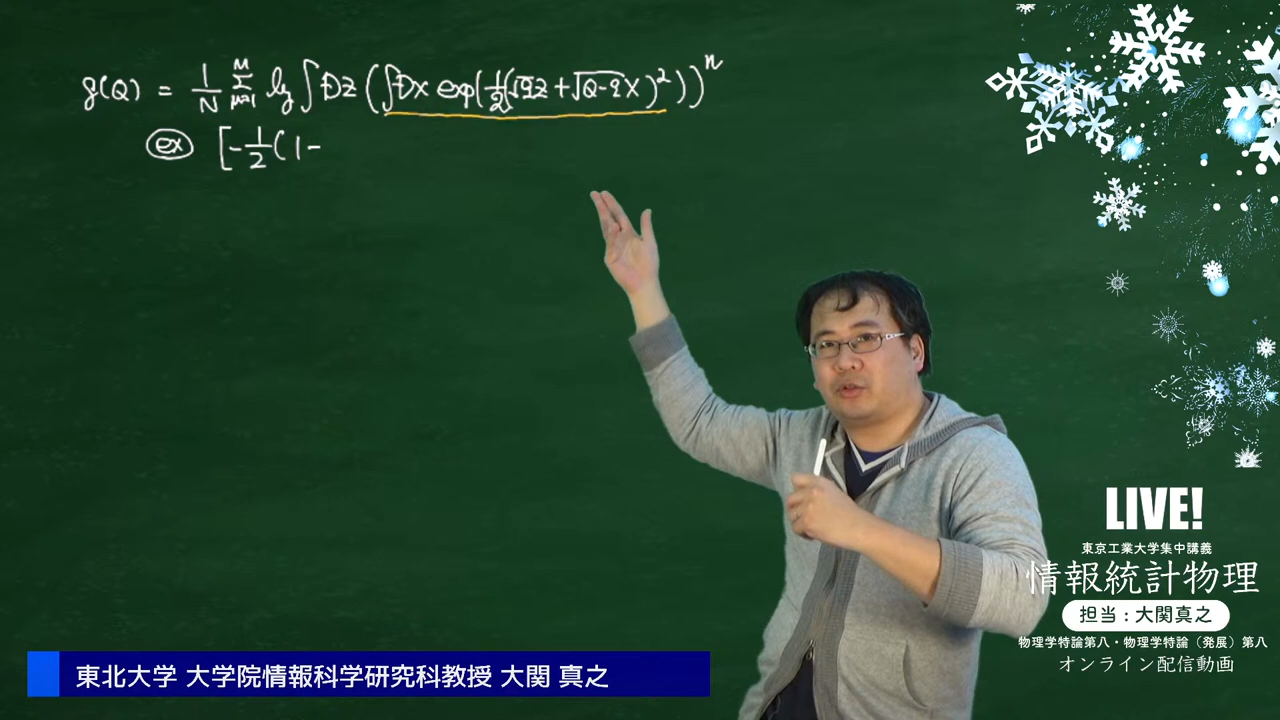 g(Q) = 1/N Σ_{μ=1}^{M} log ∫Dz (∫Dx exp(1/2(√q z + √Q-q x)²))ⁿ
ex [-1/2(1-
LIVE!
東京工業大学集中講義
情報統計物理
担当:大関真之
物理学特論第八・物理学特論(発展)第八
オンライン配信動画
東北大学 大学院情報科学研究科教授 大関 真之